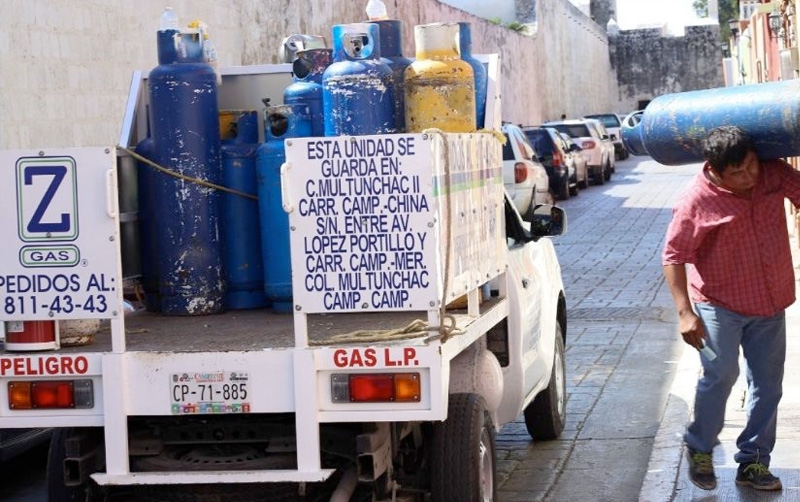 Z
GAS
PEDIDOS AL:
811-43-43
ESTA UNIDAD SE
GUARDA EN:
C.MULTUNCHAC II
CARR. CAMP.-CHINA
S/N. ENTRE AV.
LOPEZ PORTILLO Y
CARR. CAMP.-MER.
COL. MULTUNCHAC
CAMP. CAMP.
PELIGRO
GAS L.P.
CP-71-885